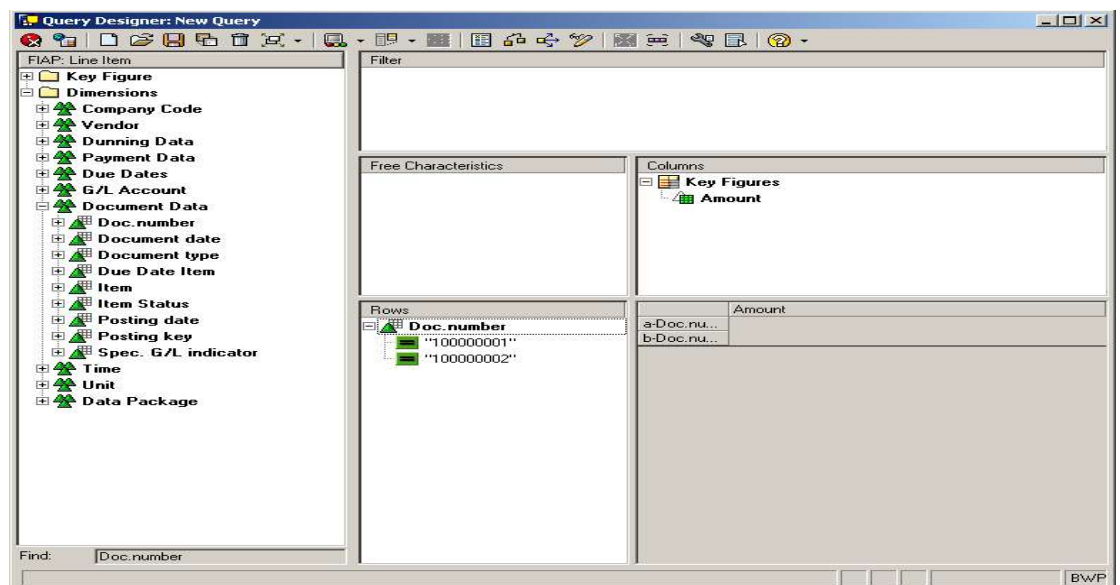 Query Designer: New Query
FIAP: Line Item
Key Figure
Dimensions
Company Code
Vendor
Dunning Data
Payment Data
Due Dates
G/L Account
Document Data
Doc.number
Document date
Document type
Due Date Item
Item
Item Status
Posting date
Posting key
Spec. G/L indicator
Time
Unit
Data Package
Find: Doc.number
Filter
Free Characteristics
Columns
Key Figures
Amount
Rows
Doc.number
"100000001"
"100000002"
Amount
a-Doc.nu...
b-Doc.nu...
BWP